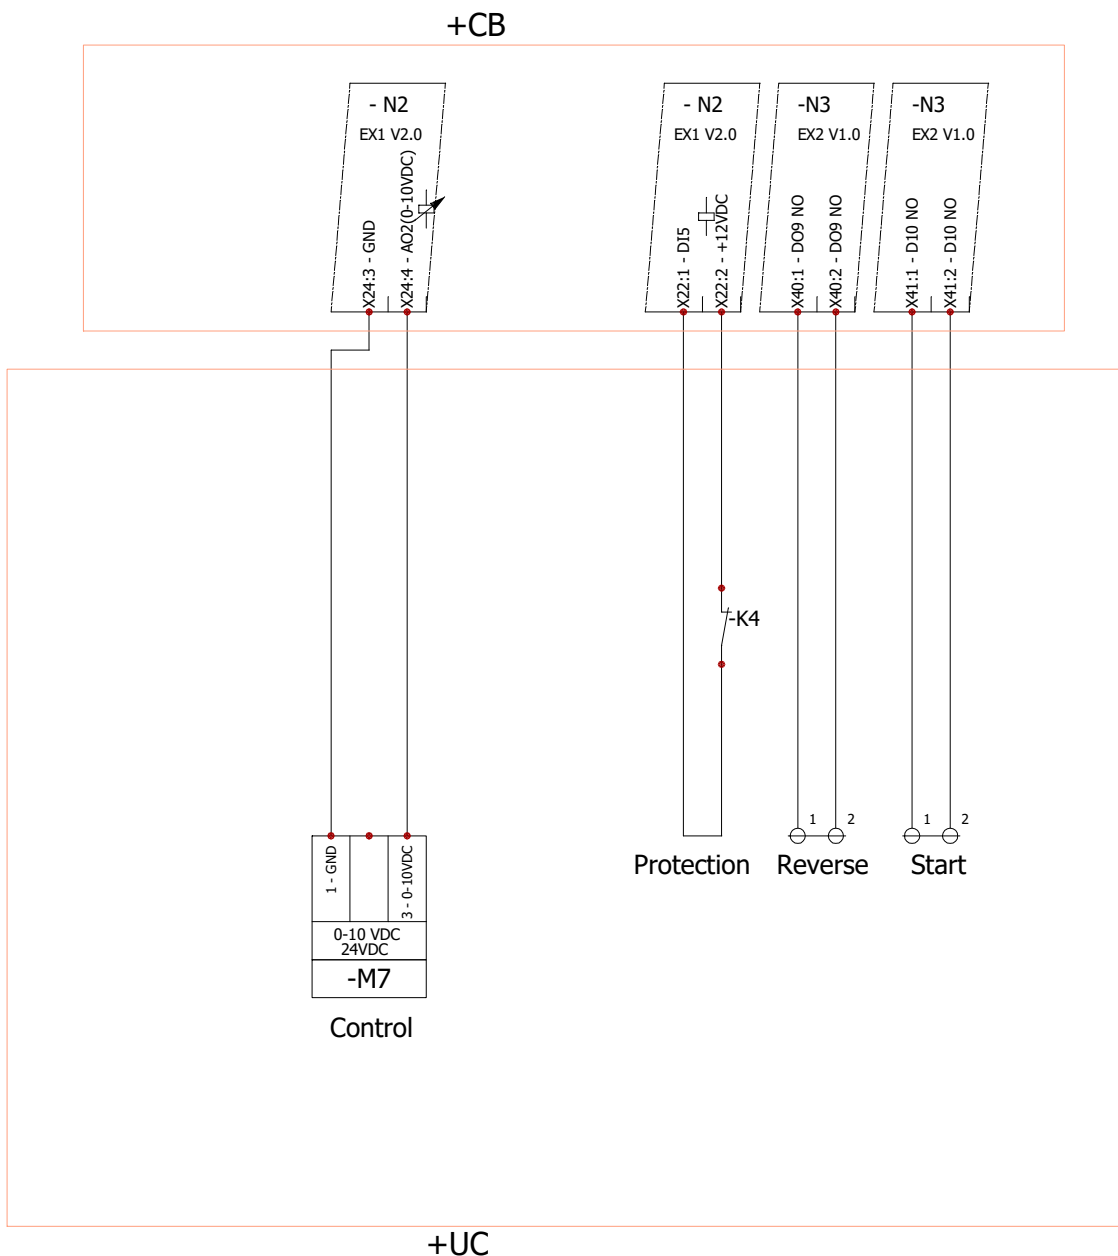 +CB
- N2
EX1 V2.0
X24:3 - GND
X24:4 - AO2(0-10VDC)
- N2
EX1 V2.0
X22:1 - DI5
X22:2 - +12VDC
-N3
EX2 V1.0
X40:1 - DO9 NO
X40:2 - DO9 NO
-N3
EX2 V1.0
X41:1 - D10 NO
X41:2 - D10 NO
-K4
1 - GND
3 - 0-10VDC
0-10 VDC
24VDC
-M7
Control
Protection
1 2
Reverse
1 2
Start
+UC